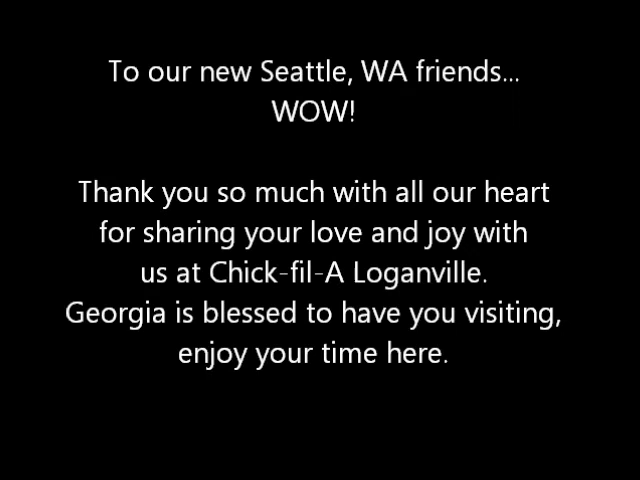 To our new Seattle, WA friends...
WOW!
Thank you so much with all our heart
for sharing your love and joy with
us at Chick-fil-A Loganville.
Georgia is blessed to have you visiting,
enjoy your time here.